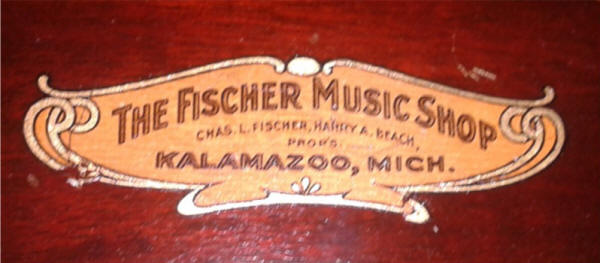 THE FISCHER MUSIC SHOP
CHAS. L. FISCHER, HARRY A. BEACH,
PROPS.
KALAMAZOO, MICH.